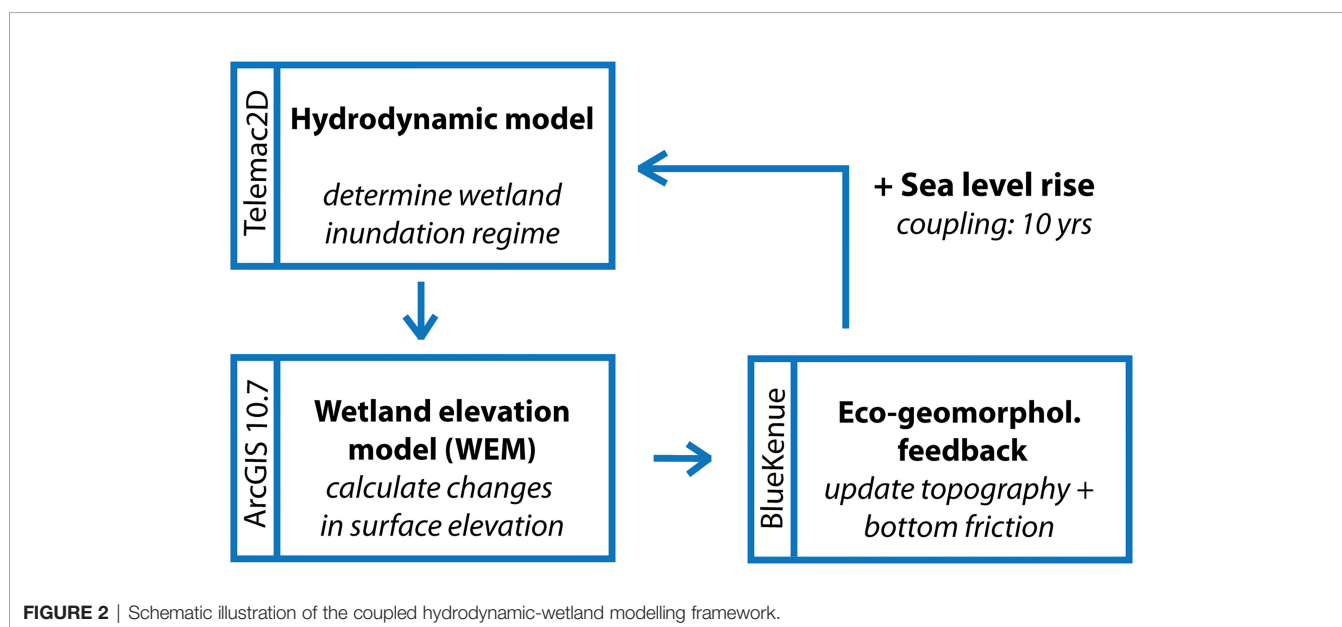 Telemac2D
Hydrodynamic model
determine wetland
inundation regime
+ Sea level rise
coupling: 10 yrs
ArcGIS 10.7
Wetland elevation
model (WEM)
calculate changes
in surface elevation
BlueKenue
Eco-geomorphol.
feedback
update topography +
bottom friction
FIGURE 2 | Schematic illustration of the coupled hydrodynamic-wetland modelling framework.